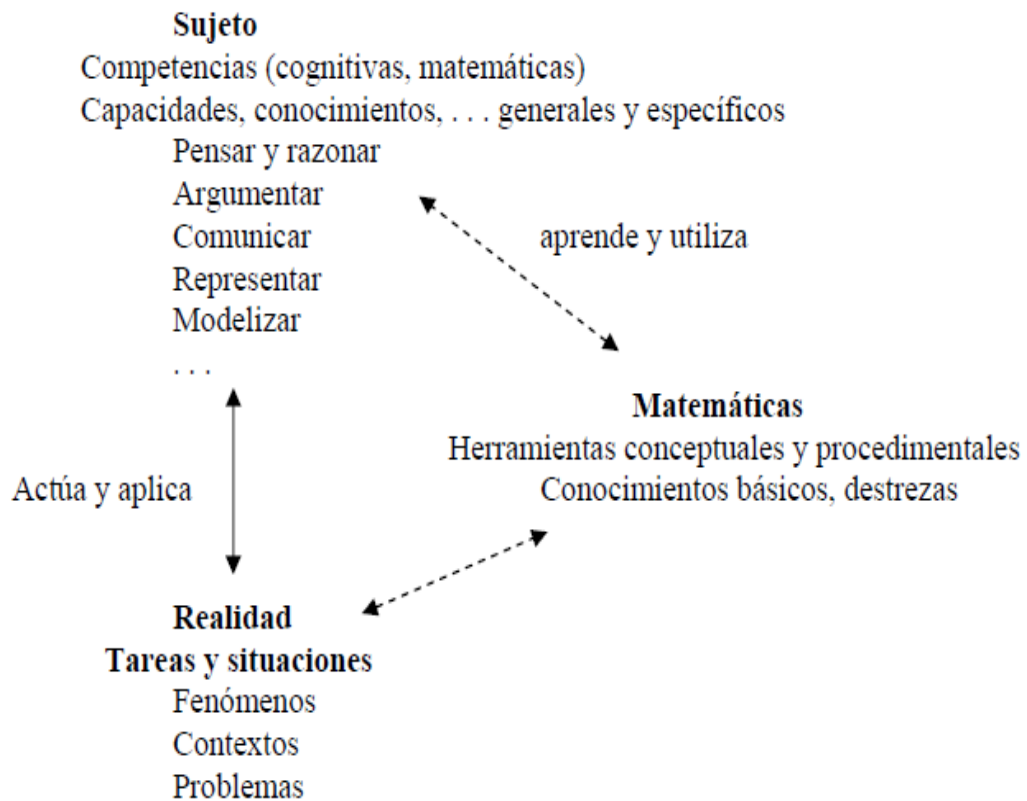 Sujeto
Competencias (cognitivas, matemáticas)
Capacidades, conocimientos, . . . generales y específicos
Pensar y razonar
Argumentar
Comunicar
aprende y utiliza
Representar
Modelizar
. . .
Matemáticas
Herramientas conceptuales y procedimentales
Actúa y aplica
Conocimientos básicos, destrezas
Realidad
Tareas y situaciones
Fenómenos
Contextos
Problemas